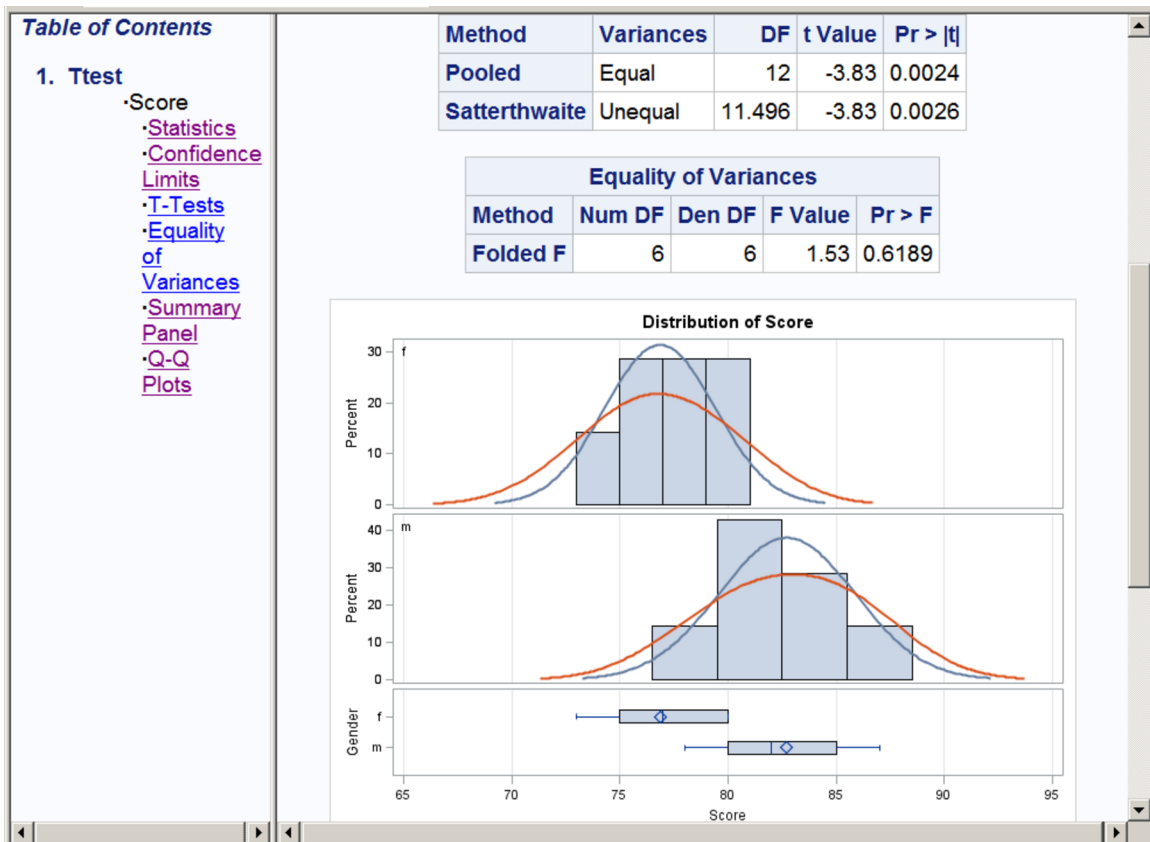 Table of Contents
1. Ttest
·Score
·Statistics
·Confidence
Limits
·T-Tests
·Equality
of
Variances
·Summary
Panel
·Q-Q
Plots
Method Variances DF t Value Pr > |t|
Pooled Equal 12 -3.83 0.0024
Satterthwaite Unequal 11.496 -3.83 0.0026
Equality of Variances
Method Num DF Den DF F Value Pr > F
Folded F 6 6 1.53 0.6189
Distribution of Score
f
30
20
10
0
Percent
m
40
30
20
10
0
Percent
f
m
Gender
65 70 75 80 85 90 95
Score